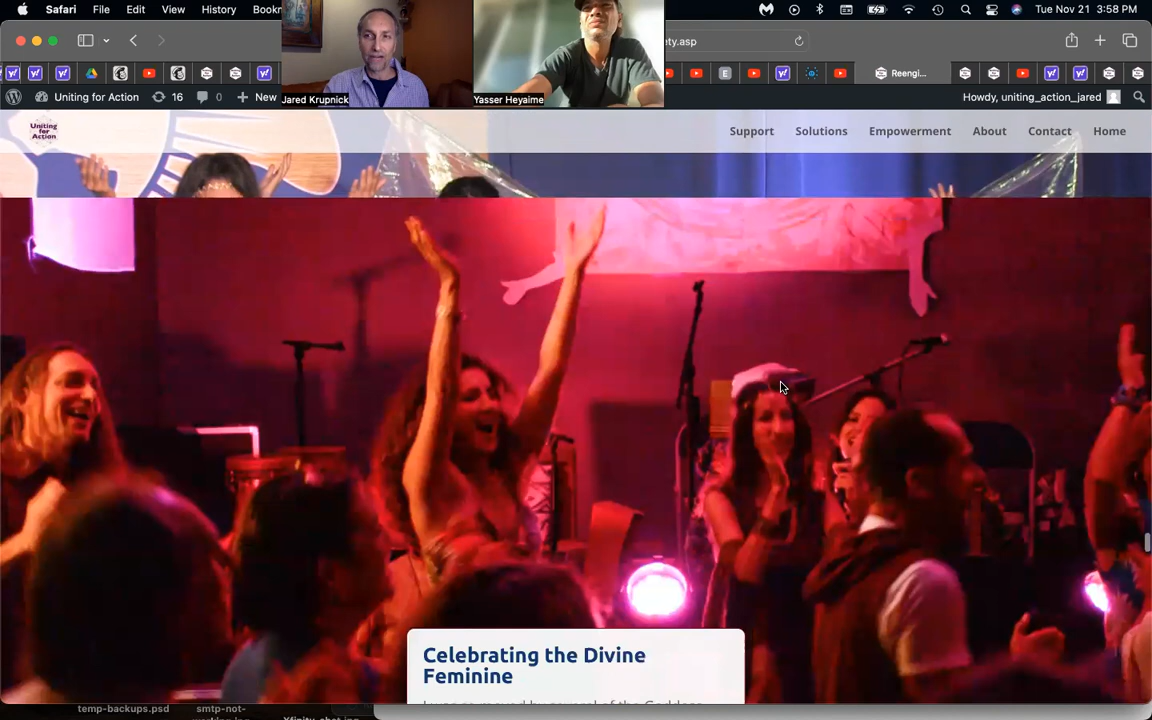 Safari File Edit View History Bookm
Tue Nov 21 3:58 PM
ety.asp
Reengi...
Uniting for Action 16 0 New
Howdy, uniting_action_jared
Jared Krupnick
Yasser Heyaime
Uniting
for
Action
Support Solutions Empowerment About Contact Home
Celebrating the Divine
Feminine
temp-backups.psd
smtp-not-